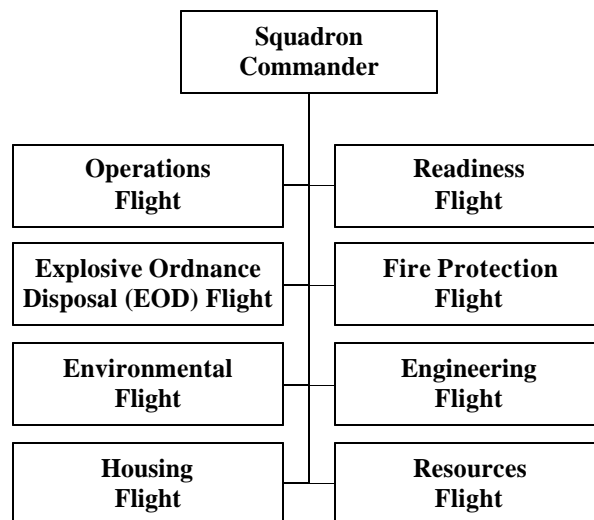 Squadron
Commander
Operations
Flight
Readiness
Flight
Explosive Ordnance
Disposal (EOD) Flight
Fire Protection
Flight
Environmental
Flight
Engineering
Flight
Housing
Flight
Resources
Flight